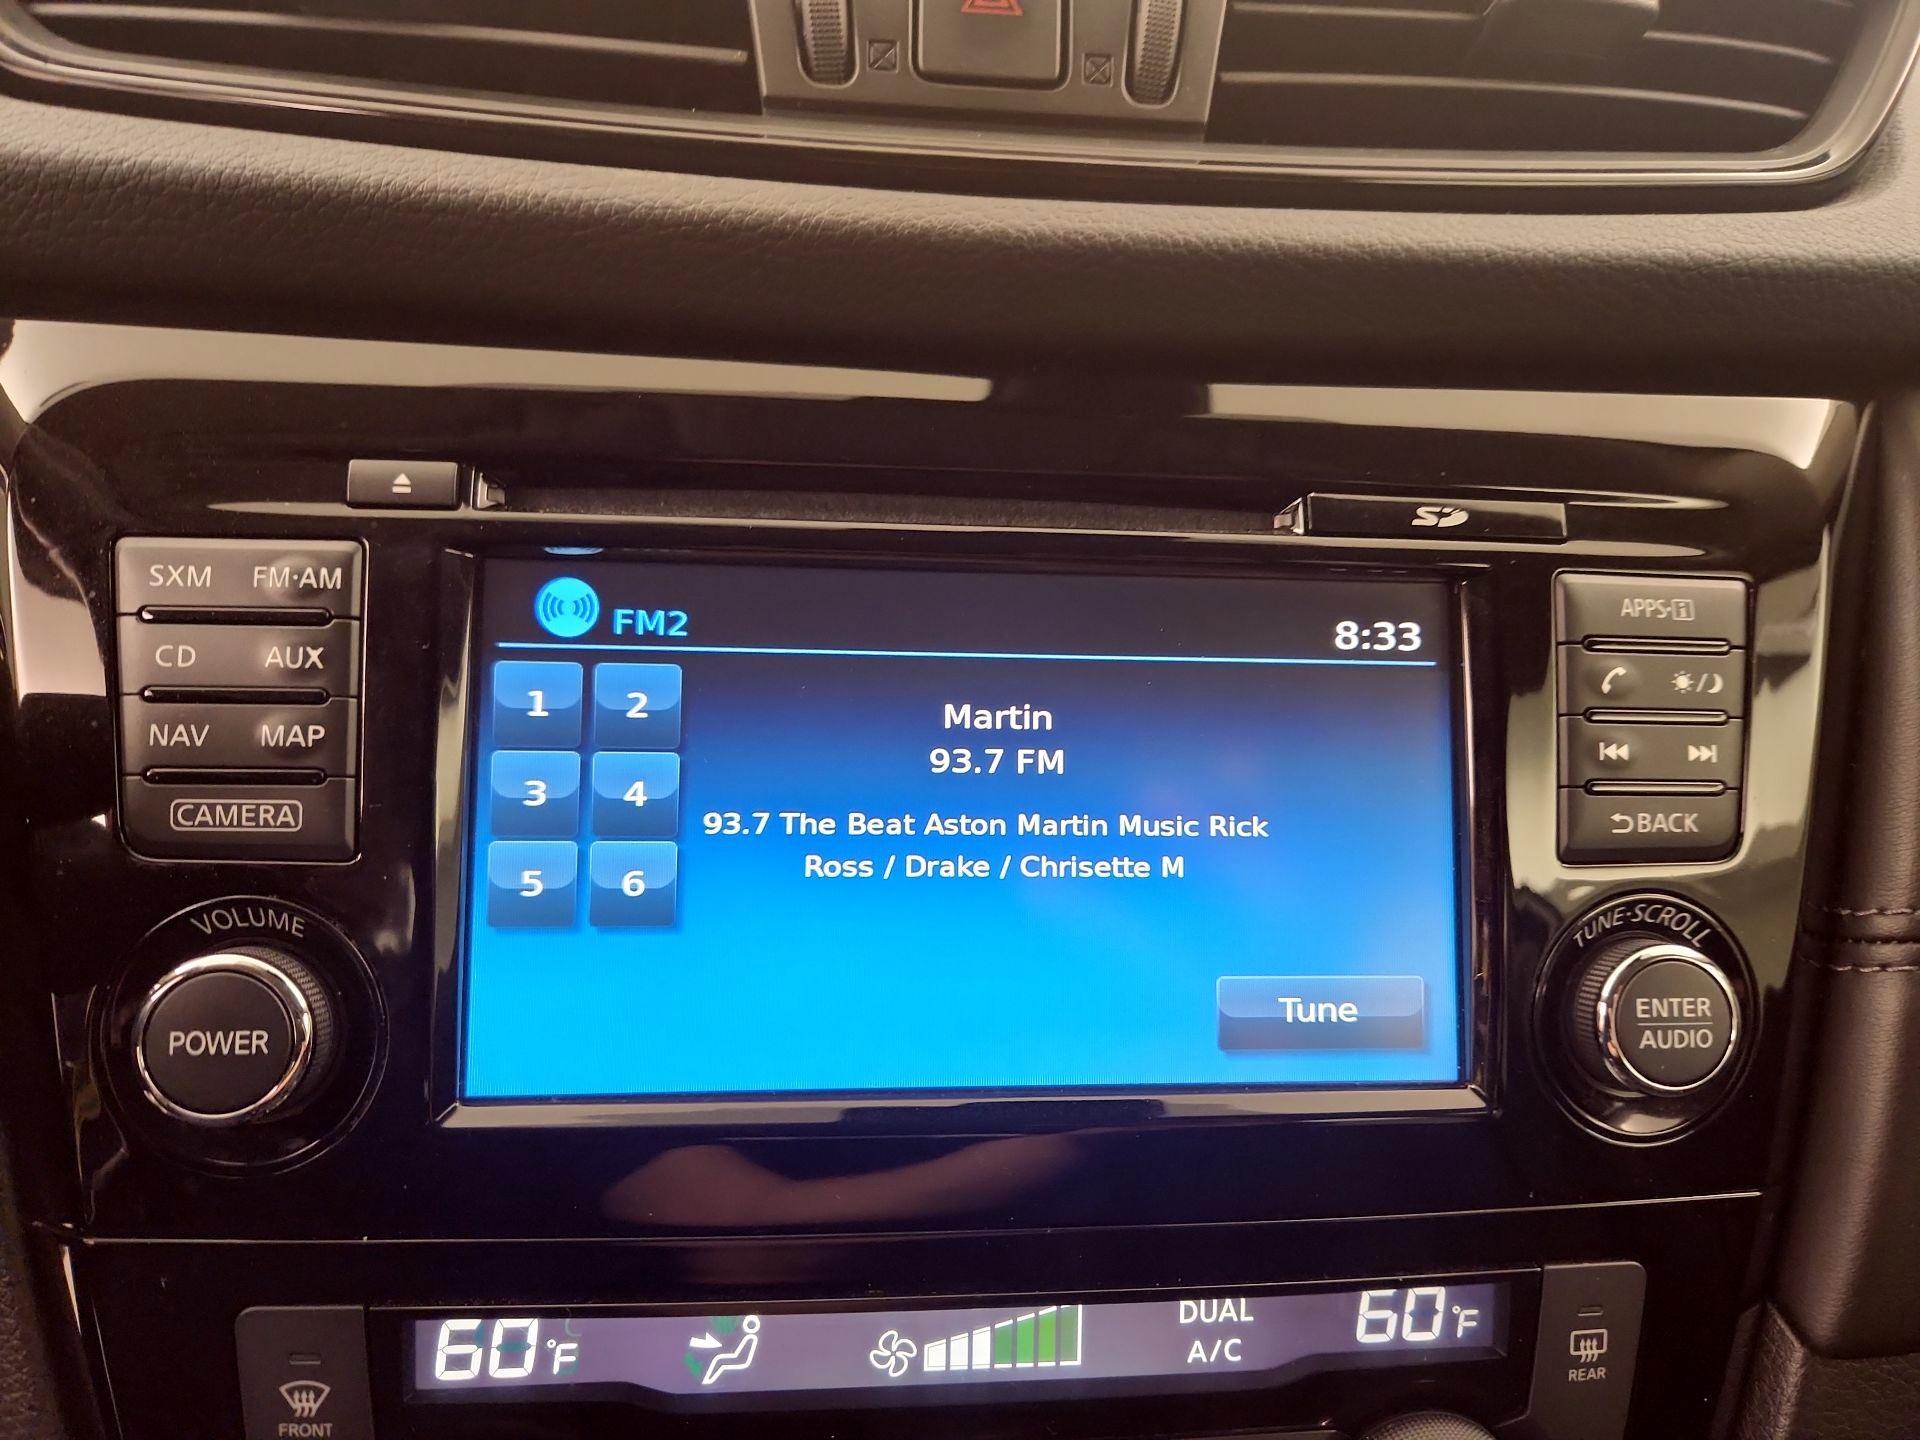 SD
SXM FM·AM
CD AUX
NAV MAP
CAMERA
VOLUME
POWER
FM2
8:33
1 2
3 4
5 6
Martin
93.7 FM
93.7 The Beat Aston Martin Music Rick
Ross / Drake / Chrisette M
Tune
APPS·i
BACK
TUNE·SCROLL
ENTER
AUDIO
60°F
DUAL
A/C
60°F
FRONT
REAR